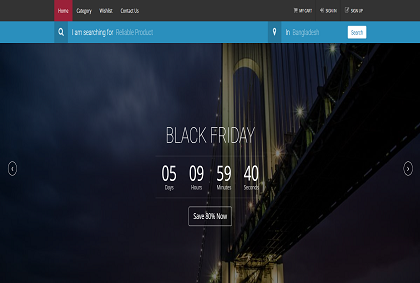 Home Category Wishlist Contact Us MY CART SIGN IN SIGN UP
I am searching for Reliable Product In Bangladesh Search
BLACK FRIDAY
05 09 59 40
Days Hours Minutes Seconds
Save 80% Now